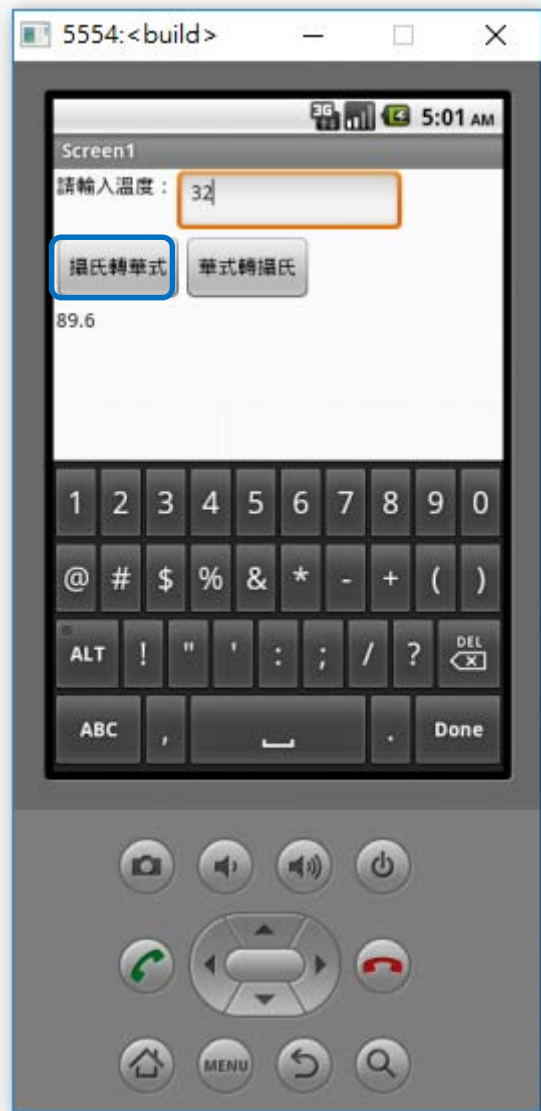 5554:<build>
3G 5:01 AM
Screen1
請輸入溫度：32
攝氏轉華式 華式轉攝氏
89.6
1 2 3 4 5 6 7 8 9 0
@ # $ % & * - + ( )
ALT ! " ' : ; / ? DEL
ABC , . Done
MENU